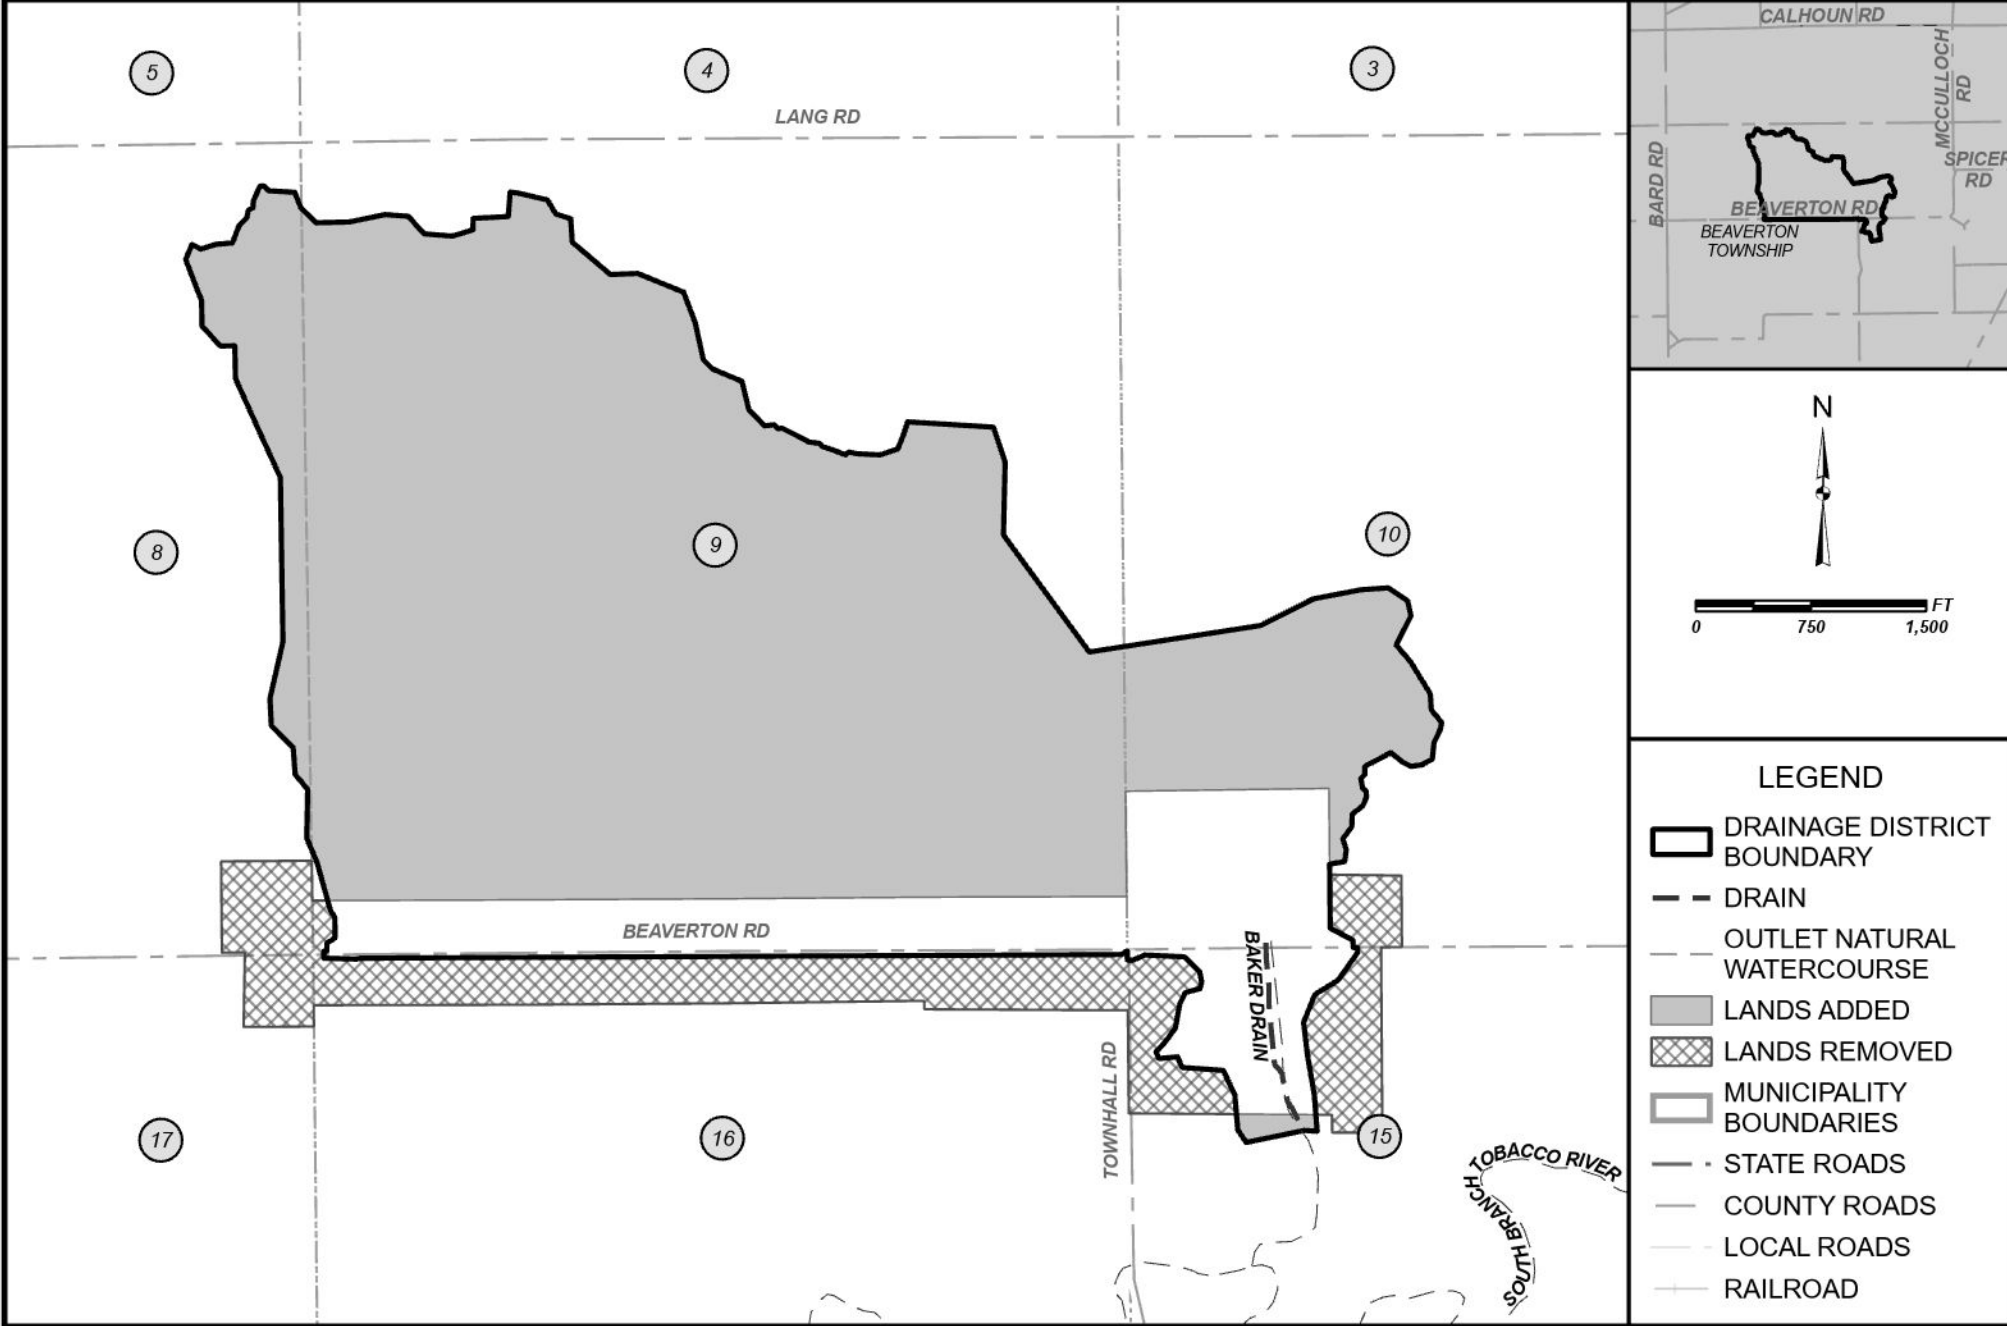 5
4
3
LANG RD
8
9
10
BEAVERTON RD
BAKER DRAIN
TOWNHALL RD
17
16
15
SOUTH BRANCH TOBACCO RIVER
CALHOUN RD
MCCULLOCH
RD
BARD RD
SPICER
RD
BEAVERTON RD
BEAVERTON
TOWNSHIP
N
FT
0 750 1,500
LEGEND
DRAINAGE DISTRICT
BOUNDARY
DRAIN
OUTLET NATURAL
WATERCOURSE
LANDS ADDED
LANDS REMOVED
MUNICIPALITY
BOUNDARIES
STATE ROADS
COUNTY ROADS
LOCAL ROADS
RAILROAD